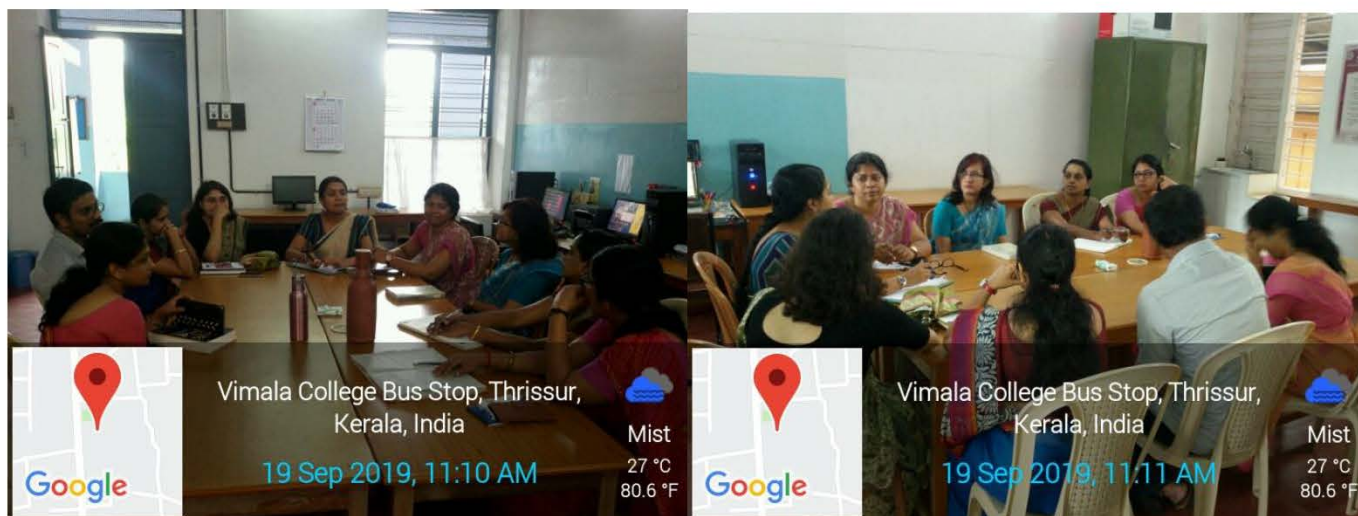 Vimala College Bus Stop, Thrissur,
Kerala, India
19 Sep 2019, 11:10 AM
Mist
27 °C
80.6 °F
Google
Vimala College Bus Stop, Thrissur,
Kerala, India
19 Sep 2019, 11:11 AM
Mist
27 °C
80.6 °F
Google